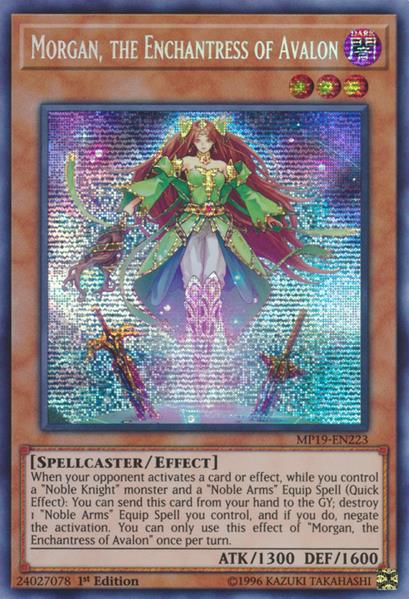 MORGAN, THE ENCHANTRESS OF AVALON
DARK
闇
MP19-EN223
[SPELLCASTER/EFFECT]
When your opponent activates a card or effect, while you control
a "Noble Knight" monster and a "Noble Arms" Equip Spell (Quick
Effect): You can send this card from your hand to the GY; destroy
1 "Noble Arms" Equip Spell you control, and if you do, negate
the activation. You can only use this effect of "Morgan, the
Enchantress of Avalon" once per turn.
ATK/1300 DEF/1600
24027078 1st Edition ©1996 KAZUKI TAKAHASHI